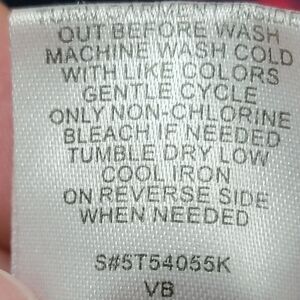 INSIDE
OUT BEFORE WASH
MACHINE WASH COLD
WITH LIKE COLORS
GENTLE CYCLE
ONLY NON-CHLORINE
BLEACH IF NEEDED
TUMBLE DRY LOW
COOL IRON
ON REVERSE SIDE
WHEN NEEDED
S#5T54055K
VB